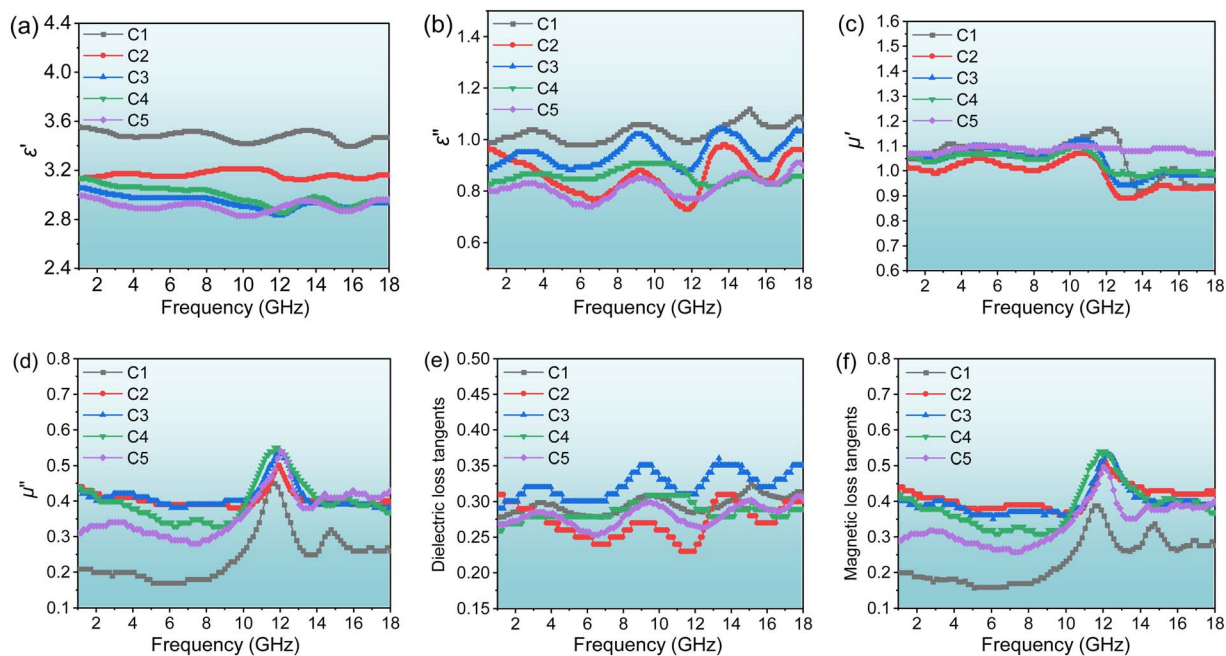 (a)
C1
C2
C3
C4
C5
4.4
4.0
3.6
3.2
2.8
2.4
ε'
2 4 6 8 10 12 14 16 18
Frequency (GHz)
(b)
C1
C2
C3
C4
C5
1.4
1.2
1.0
0.8
0.6
ε"
2 4 6 8 10 12 14 16 18
Frequency (GHz)
(c)
C1
C2
C3
C4
C5
1.6
1.5
1.4
1.3
1.2
1.1
1.0
0.9
0.8
0.7
0.6
μ'
2 4 6 8 10 12 14 16 18
Frequency (GHz)
(d)
C1
C2
C3
C4
C5
0.8
0.7
0.6
0.5
0.4
0.3
0.2
0.1
μ"
2 4 6 8 10 12 14 16 18
Frequency (GHz)
(e)
C1
C2
C3
C4
C5
0.50
0.45
0.40
0.35
0.30
0.25
0.20
0.15
Dielectric loss tangents
2 4 6 8 10 12 14 16 18
Frequency (GHz)
(f)
C1
C2
C3
C4
C5
0.8
0.7
0.6
0.5
0.4
0.3
0.2
0.1
Magnetic loss tangents
2 4 6 8 10 12 14 16 18
Frequency (GHz)